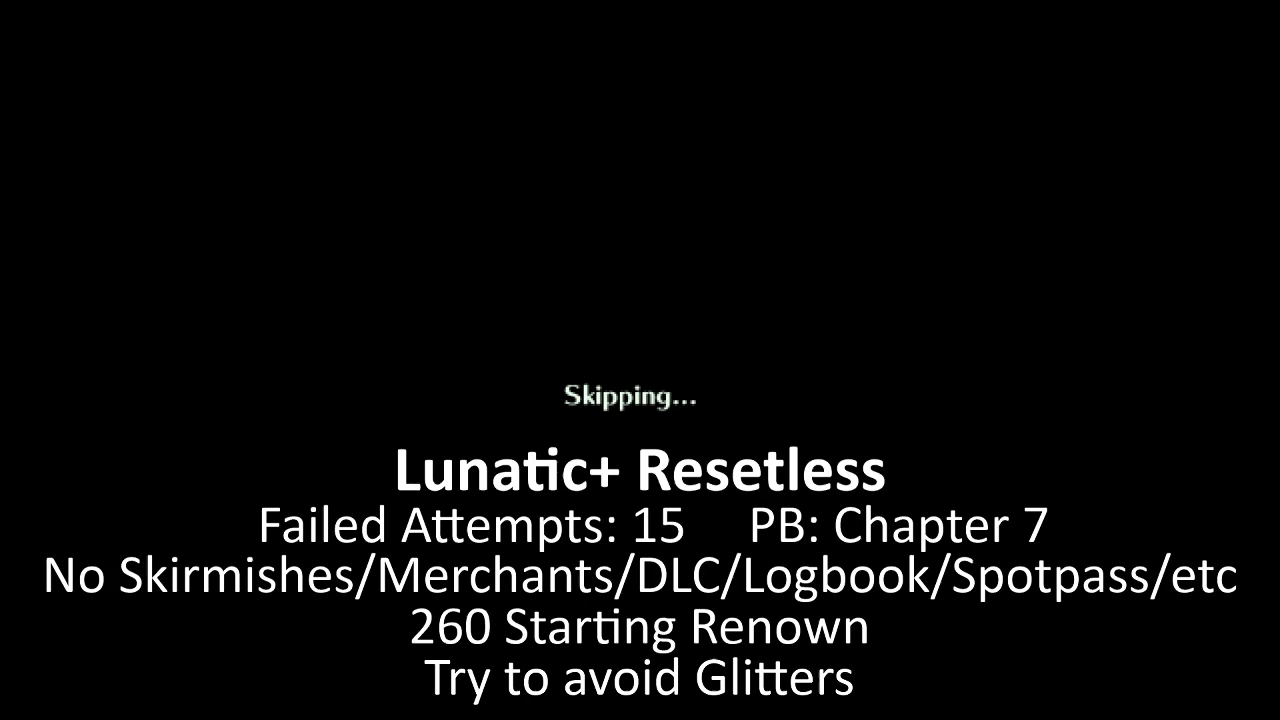 Skipping...
Lunatic+ Resetless
Failed Attempts: 15 PB: Chapter 7
No Skirmishes/Merchants/DLC/Logbook/Spotpass/etc
260 Starting Renown
Try to avoid Glitters